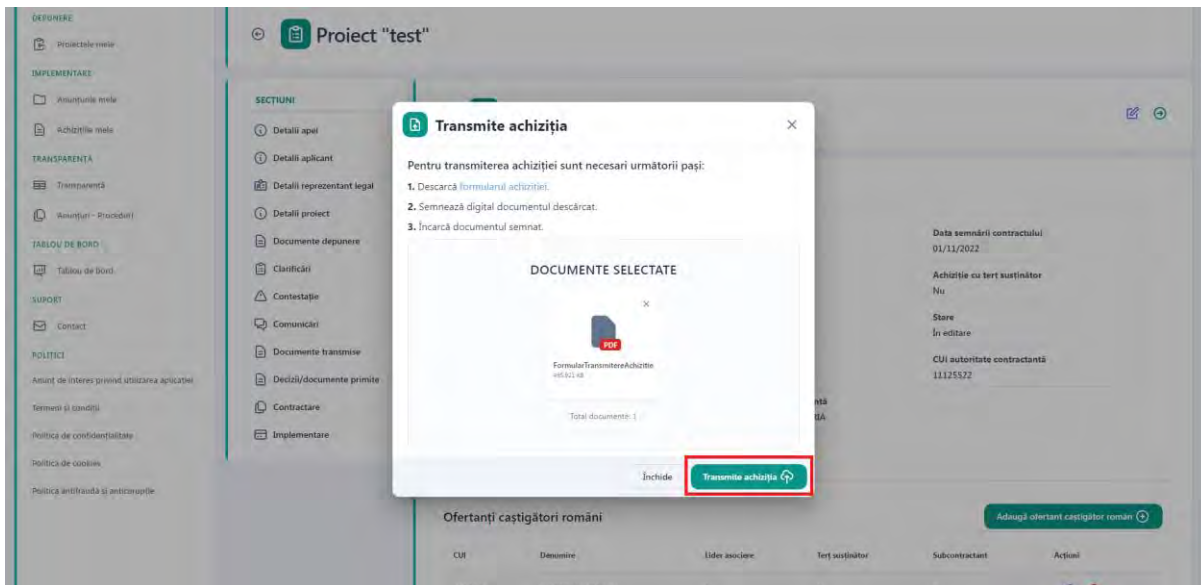 DEPUNERE
Proiectele mele
IMPLEMENTARE
Anunțurile mele
Achizițiile mele
TRANSPARENȚĂ
Transparență
Anunțuri - Proceduri
TABLOU DE BORD
Tablou de Bord
SUPORT
Contact
POLITICI
Anunț de interes privind utilizarea aplicației
Termeni și condiții
Politica de confidențialitate
Politica de cookies
Politica antifraudă și anticorupție
Proiect "test"
SECTIUNI
Detalii apel
Detalii aplicant
Detalii reprezentant legal
Detalii proiect
Documente depunere
Clarificări
Contestație
Comunicări
Documente transmise
Decizii/documente primite
Contractare
Implementare
Transmite achiziția
Pentru transmiterea achiziției sunt necesari următorii pași:
1. Descarcă formularul achiziției.
2. Semnează digital documentul descărcat.
3. Încarcă documentul semnat.
DOCUMENTE SELECTATE
PDF
FormularTransmitereAchizitie
Total documente: 1
Închide
Transmite achiziția
Data semnării contractului
01/11/2022
Achiziție cu terț susținător
Nu
Stare
În editare
CUI autoritate contractantă
11125572
Ofertanți caștigători români
Adaugă ofertant caștigător român
CUI Denumire Lider asociere Terț susținător Subcontractant Acțiuni